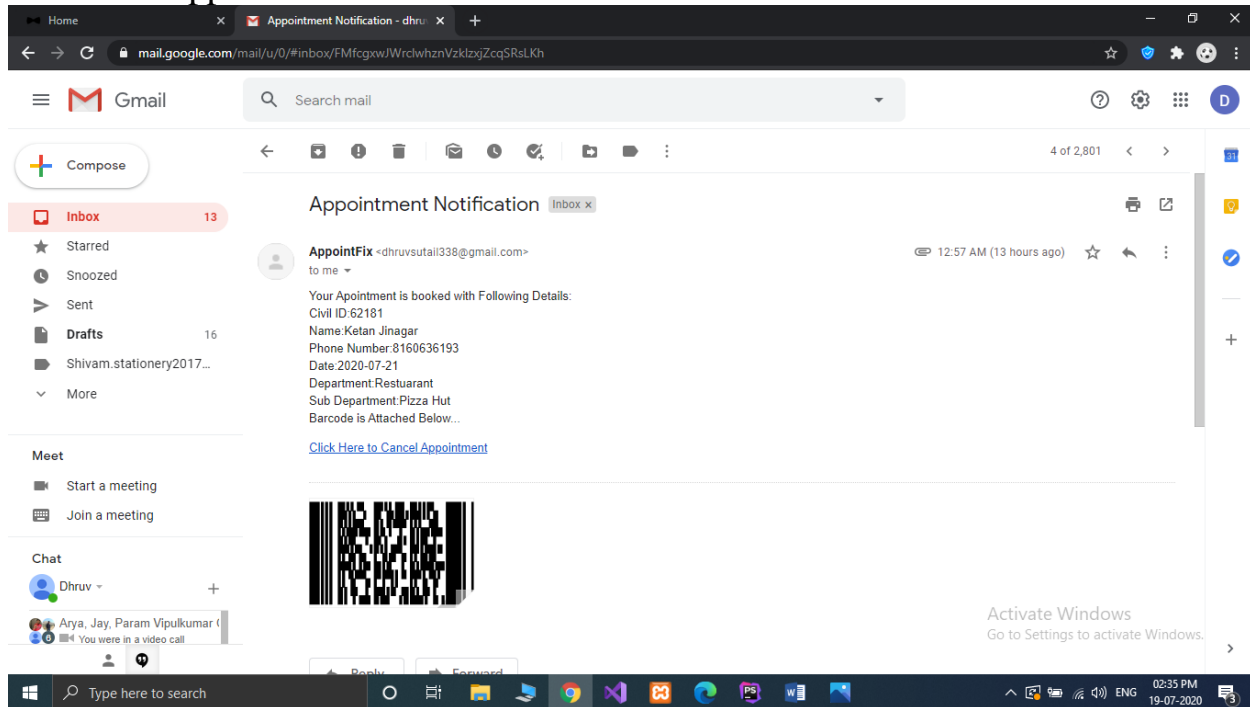 Home
Appointment Notification - dhru
mail.google.com/mail/u/0/#inbox/FMfcgxwJWrclwhznVzklzxjZcqSRsLKh
Gmail
Search mail
D
Compose
4 of 2,801
31
Appointment Notification Inbox x
Inbox 13
Starred
AppointFix <dhruvsutail338@gmail.com>
12:57 AM (13 hours ago)
to me
Snoozed
Your Apointment is booked with Following Details:
Sent
Civil ID:62181
Name:Ketan Jinagar
Drafts 16
Phone Number:8160636193
Shivam.stationery2017...
Date:2020-07-21
Department:Restuarant
More
Sub Department:Pizza Hut
Barcode is Attached Below...
Click Here to Cancel Appointment
Meet
Start a meeting
Join a meeting
Chat
Dhruv
Arya, Jay, Param Vipulkumar
6
You were in a video call
Activate Windows
Go to Settings to activate Windows.
Reply
Forward
Type here to search
PS
W
ENG
02:35 PM
19-07-2020
3